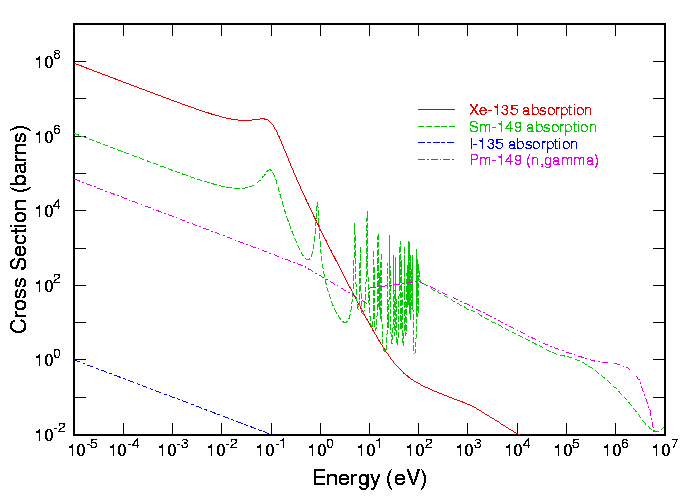 10^8
10^6
10^4
10^2
10^0
10^-2
Cross Section (barns)
Xe-135 absorption
Sm-149 absorption
I-135 absorption
Pm-149 (n,gamma)
10^-5 10^-4 10^-3 10^-2 10^-1 10^0 10^1 10^2 10^3 10^4 10^5 10^6 10^7
Energy (eV)